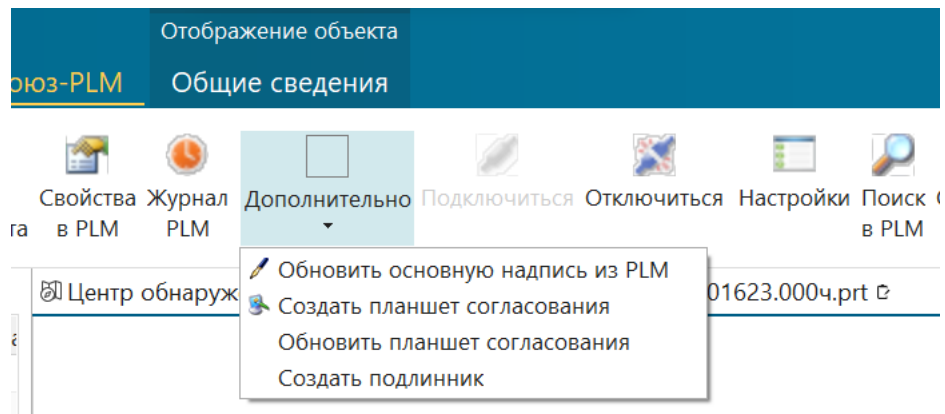 Отображение объекта
оюз-PLM Общие сведения
Свойства Журнал Дополнительно Подключиться Отключиться Настройки Поиск
та в PLM PLM в PLM
Обновить основную надпись из PLM
Центр обнаруж 01623.000ч.prt
Создать планшет согласования
Обновить планшет согласования
Создать подлинник